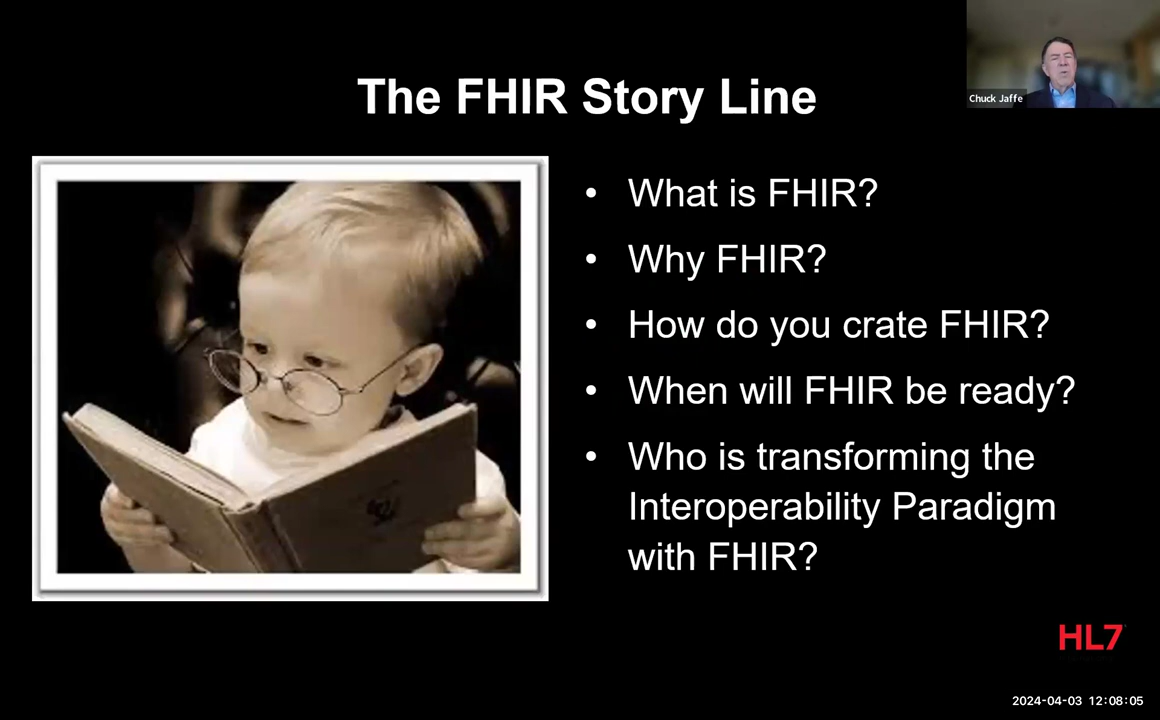 The FHIR Story Line
Chuck Jaffe
• What is FHIR?
• Why FHIR?
• How do you crate FHIR?
• When will FHIR be ready?
• Who is transforming the
Interoperability Paradigm
with FHIR?
HL7
2024-04-03 12:08:05